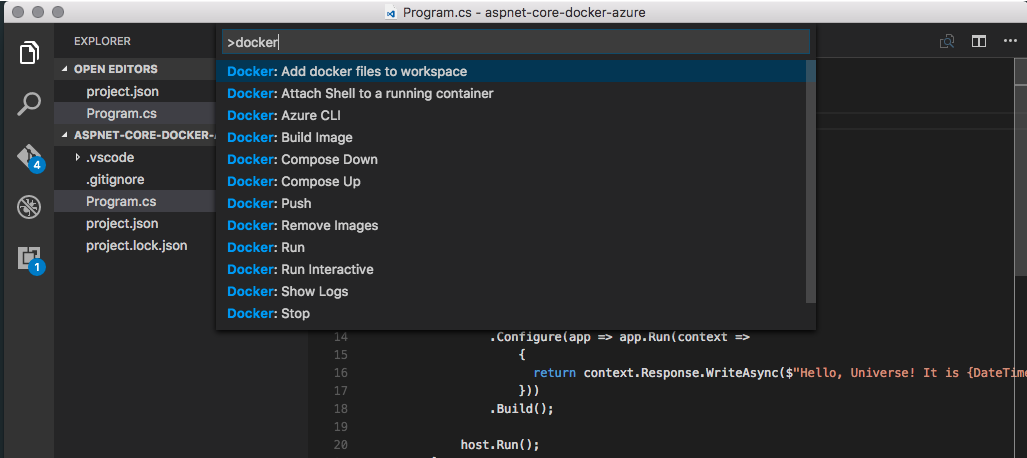 Program.cs - aspnet-core-docker-azure
EXPLORER
OPEN EDITORS
project.json
Program.cs
ASPNET-CORE-DOCKER-
.vscode
.gitignore
Program.cs
project.json
project.lock.json
4
1
>docker
Docker: Add docker files to workspace
Docker: Attach Shell to a running container
Docker: Azure CLI
Docker: Build Image
Docker: Compose Down
Docker: Compose Up
Docker: Push
Docker: Remove Images
Docker: Run
Docker: Run Interactive
Docker: Show Logs
Docker: Stop
14 .Configure(app => app.Run(context =>
15 {
16 return context.Response.WriteAsync($"Hello, Universe! It is {DateTime
17 }))
18 .Build();
19
20 host.Run();